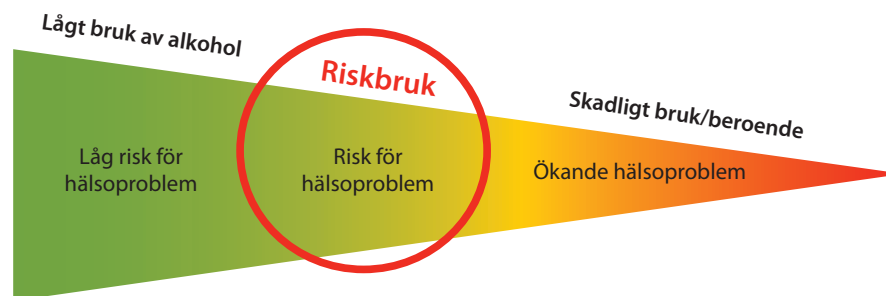 Lågt bruk av alkohol
Riskbruk
Skadligt bruk/beroende
Låg risk för
hälsoproblem
Risk för
hälsoproblem
Ökande hälsoproblem